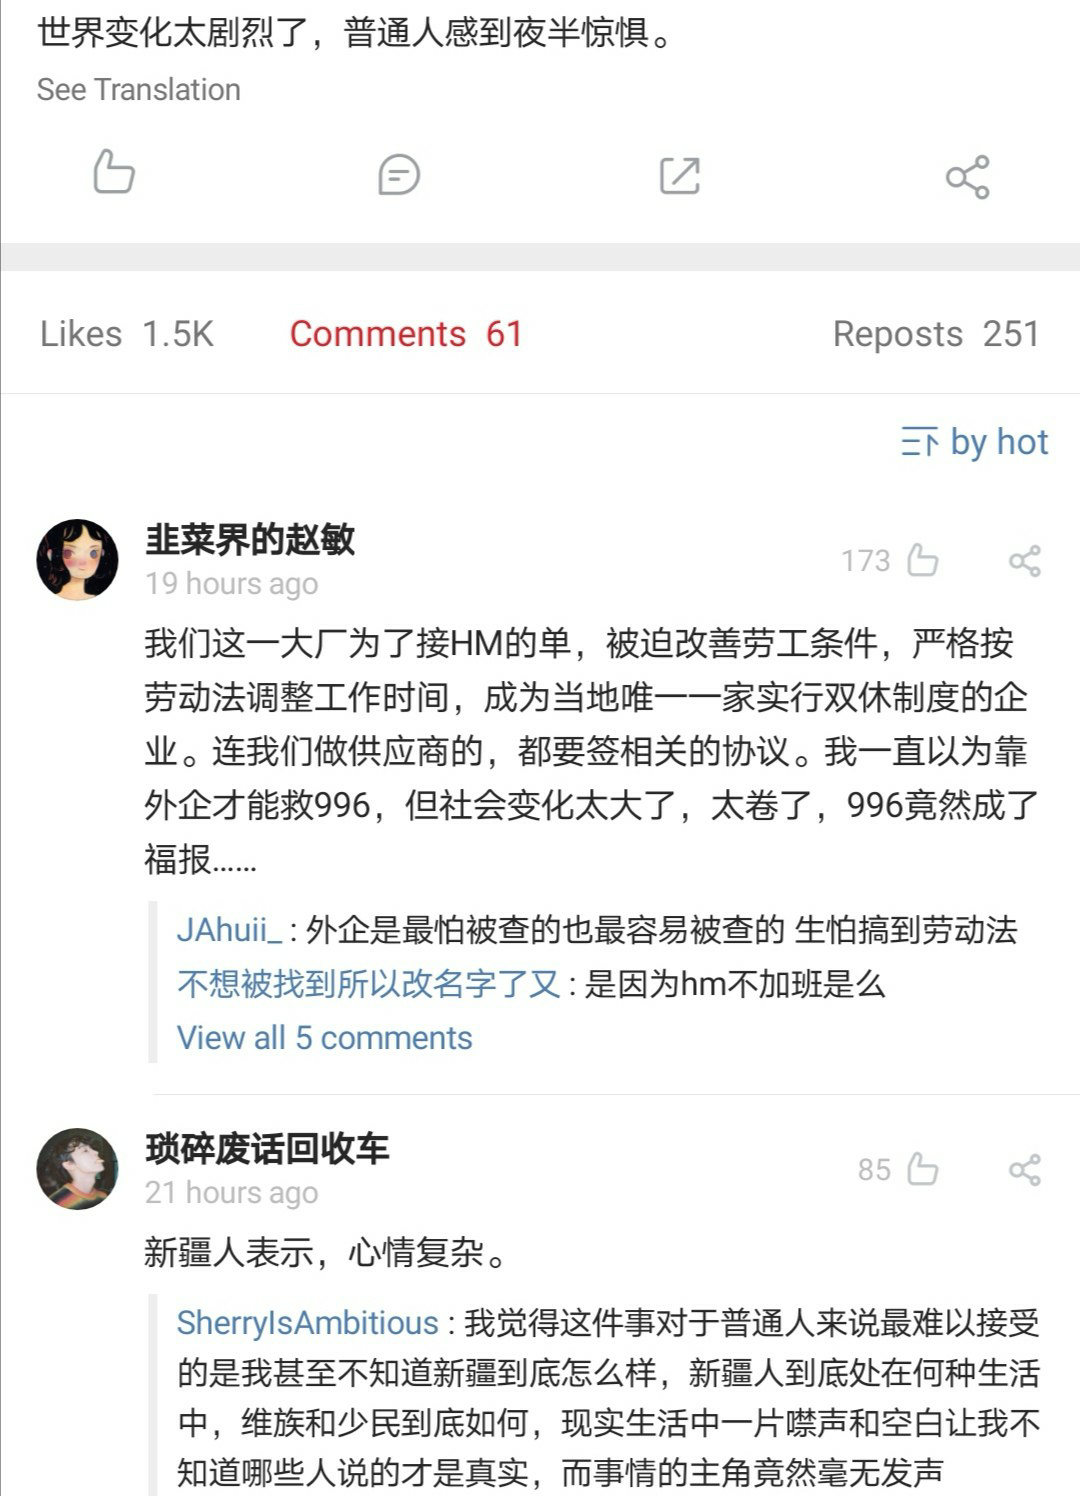 世界变化太剧烈了，普通人感到夜半惊惧。
See Translation
Likes 1.5K Comments 61 Reposts 251
by hot
韭菜界的赵敏
19 hours ago
173
我们这一大厂为了接HM的单，被迫改善劳工条件，严格按
劳动法调整工作时间，成为当地唯一一家实行双休制度的企
业。连我们做供应商的，都要签相关的协议。我一直以为靠
外企才能救996，但社会变化太大了，太卷了，996竟然成了
福报......
JAhuii_ : 外企是最怕被查的也最容易被查的 生怕搞到劳动法
不想被找到所以改名字了又 : 是因为hm不加班是么
View all 5 comments
琐碎废话回收车
21 hours ago
85
新疆人表示，心情复杂。
SherryIsAmbitious : 我觉得这件事对于普通人来说最难以接受
的是我甚至不知道新疆到底怎么样，新疆人到底处在何种生活
中，维族和少民到底如何，现实生活中一片噤声和空白让我不
知道哪些人说的才是真实，而事情的主角竟然毫无发声